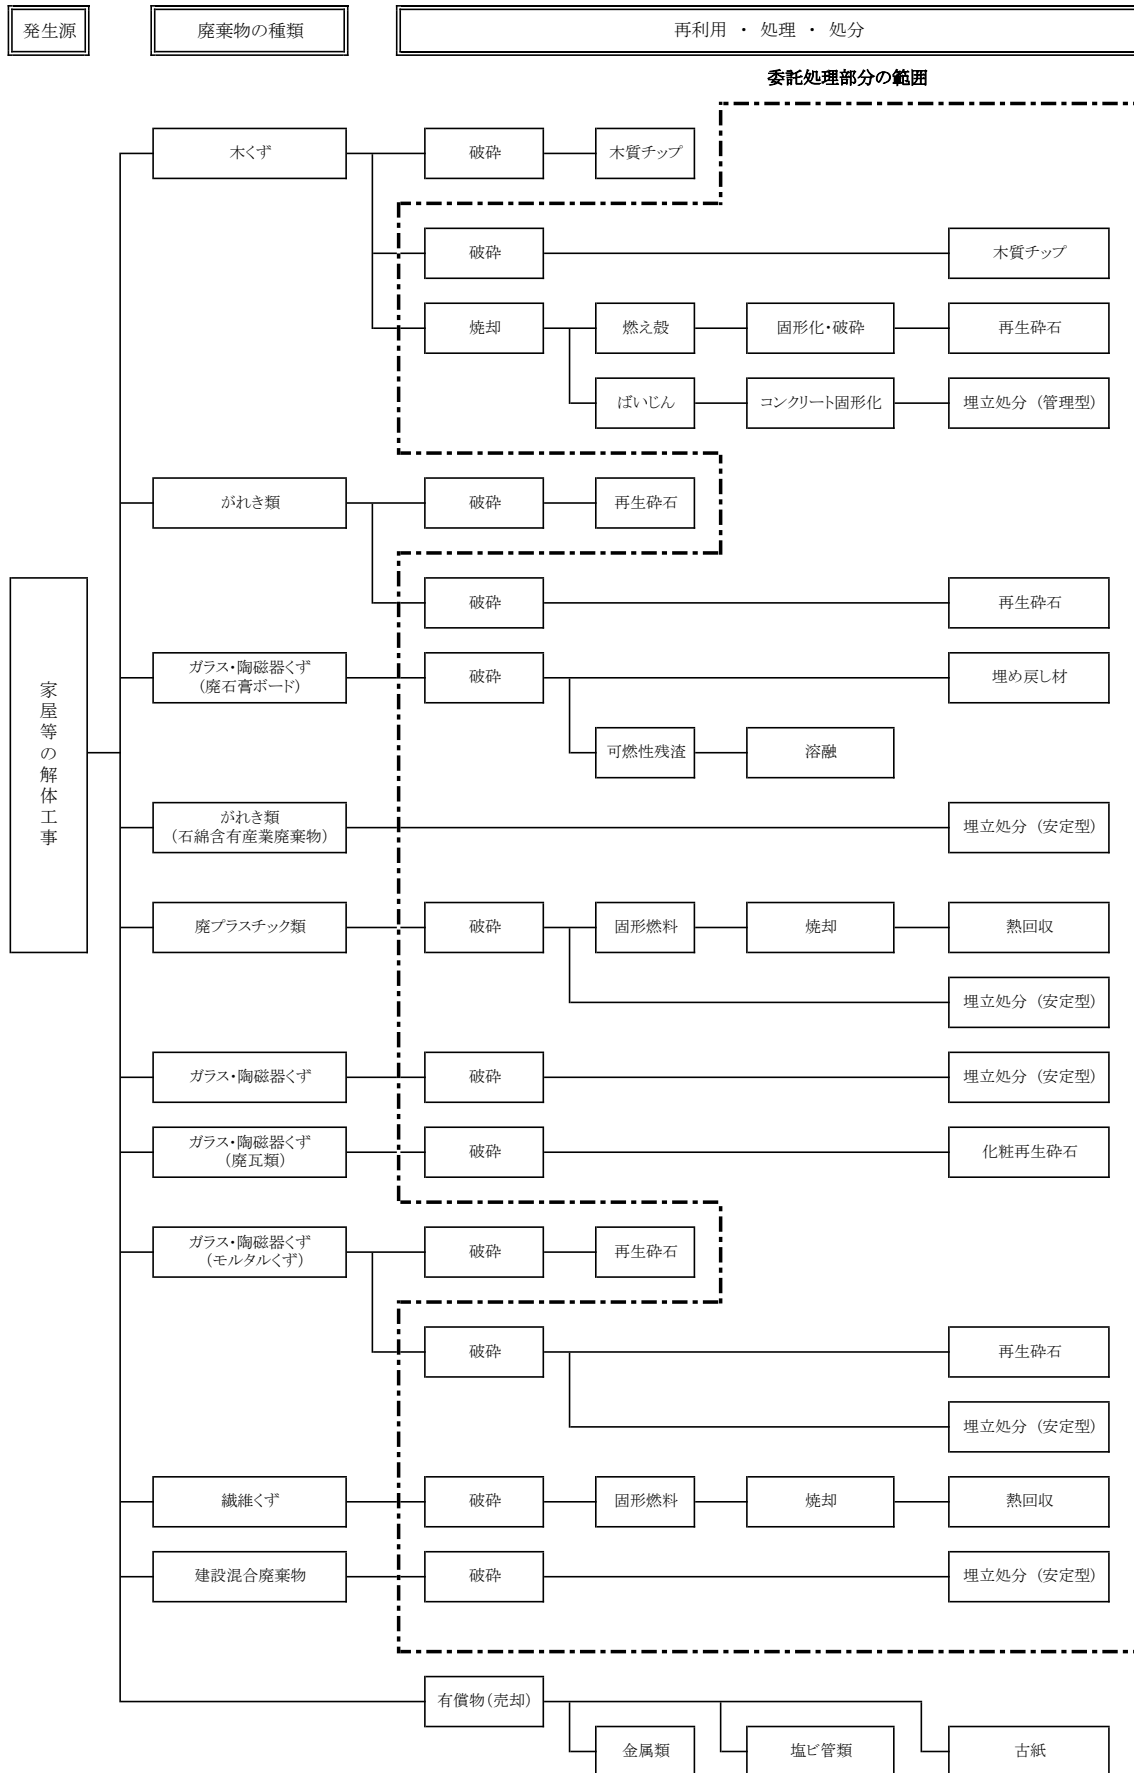 発生源
廃棄物の種類
再利用 ・ 処理 ・ 処分
委託処理部分の範囲
木くず
破砕
木質チップ
破砕
木質チップ
焼却
燃え殻
固形化・破砕
再生砕石
ばいじん
コンクリート固形化
埋立処分 (管理型)
がれき類
破砕
再生砕石
破砕
再生砕石
家屋等の解体工事
ガラス・陶磁器くず
(廃石膏ボード)
破砕
埋め戻し材
可燃性残渣
溶融
がれき類
(石綿含有産業廃棄物)
埋立処分 (安定型)
廃プラスチック類
破砕
固形燃料
焼却
熱回収
埋立処分 (安定型)
ガラス・陶磁器くず
破砕
埋立処分 (安定型)
ガラス・陶磁器くず
(廃瓦類)
破砕
化粧再生砕石
ガラス・陶磁器くず
(モルタルくず)
破砕
再生砕石
破砕
再生砕石
埋立処分 (安定型)
繊維くず
破砕
固形燃料
焼却
熱回収
建設混合廃棄物
破砕
埋立処分 (安定型)
有償物(売却)
金属類
塩ビ管類
古紙